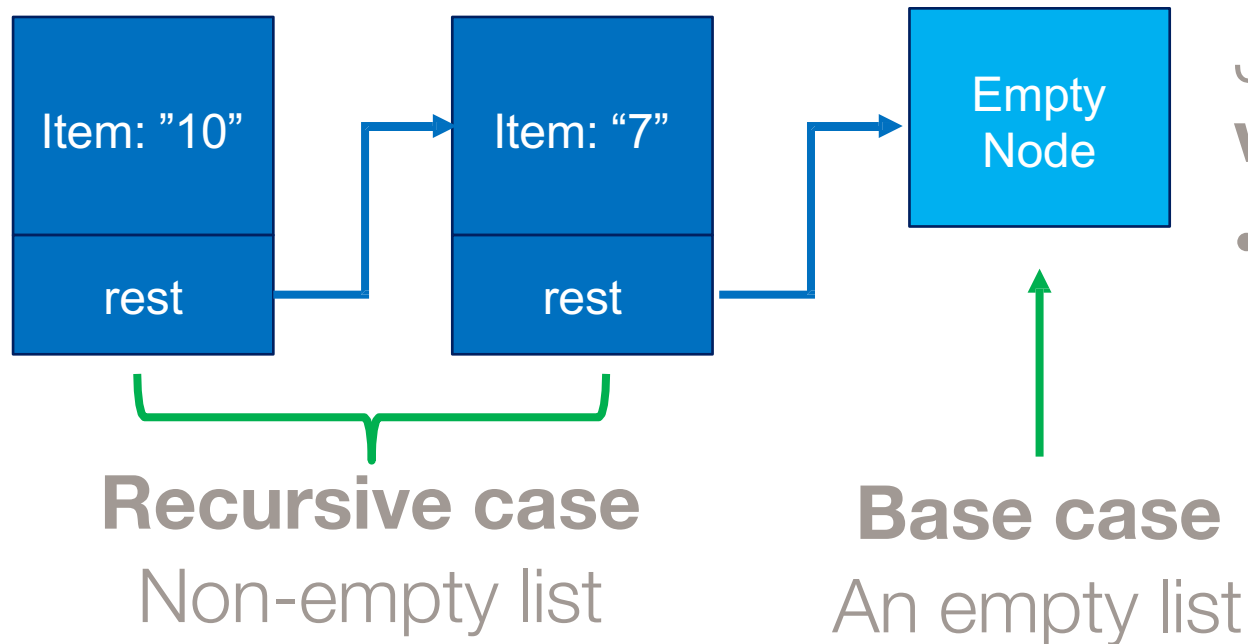 Item: ”10”
Item: “7”
Empty
Node
rest
rest
Recursive case
Non-empty list
Base case
An empty list